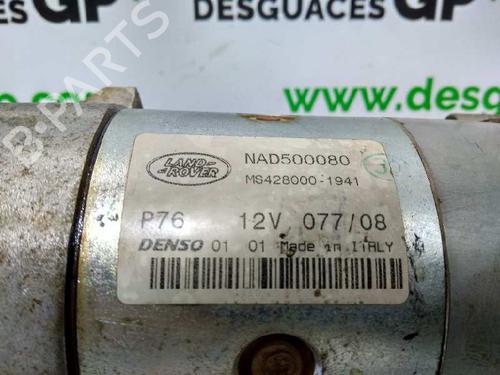 DESGUACES GP
www.desgu
B-PARTS
LAND-
ROVER
NAD500080
MS428000-1941
P76 12V 077/08
DENSO 01 01 Made in ITALY